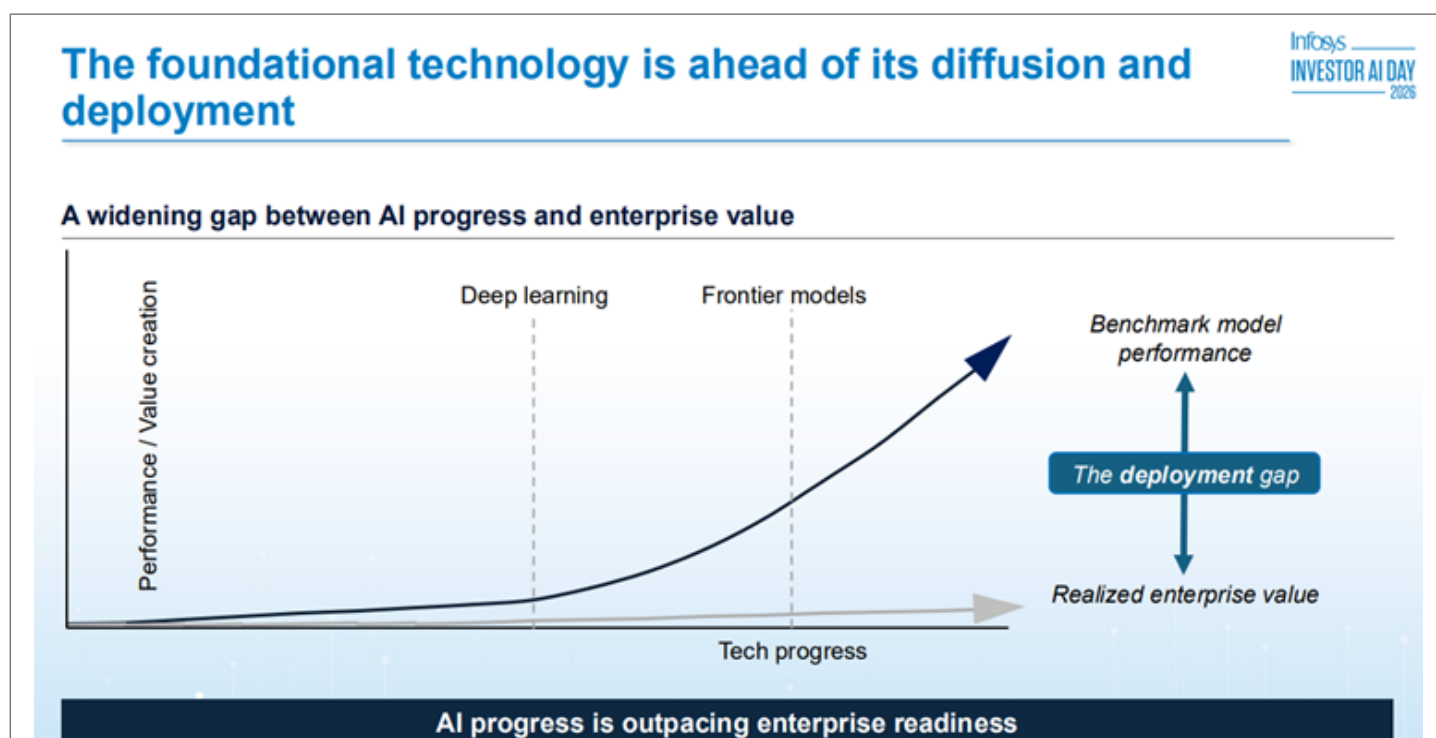 The foundational technology is ahead of its diffusion and
deployment
Infosys
INVESTOR AI DAY
2026
A widening gap between AI progress and enterprise value
Performance / Value creation
Deep learning
Frontier models
Benchmark model
performance
The deployment gap
Realized enterprise value
Tech progress
AI progress is outpacing enterprise readiness